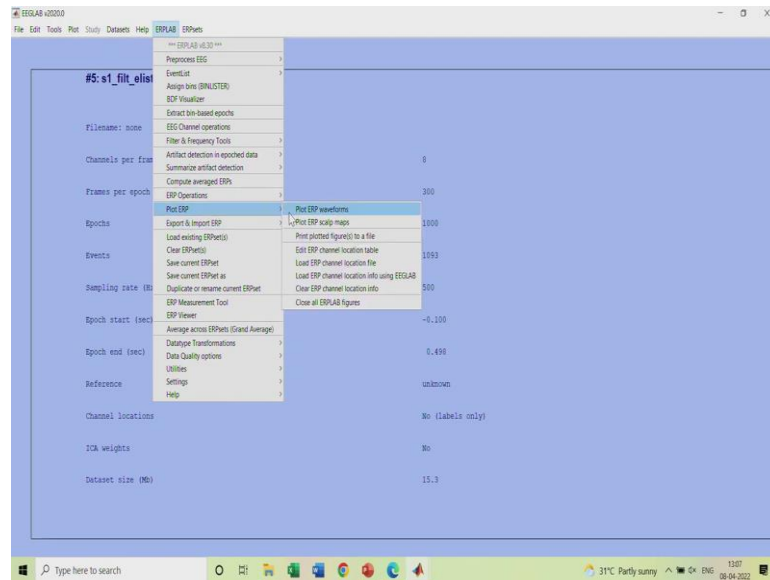 EEGLAB v2020.0
File Edit Tools Plot Study Datasets Help ERPLAB ERPsets
*** ERPLAB v8.30 ***
Preprocess EEG
EventList
Assign bins (BINLISTER)
BDF Visualizer
Extract bin-based epochs
EEG Channel operations
Filter & Frequency Tools
Artifact detection in epoched data
Summarize artifact detection
Compute averaged ERPs
ERP Operations
Plot ERP
Export & Import ERP
Load existing ERPset(s)
Clear ERPset(s)
Save current ERPset
Save current ERPset as
Duplicate or rename current ERPset
ERP Measurement Tool
ERP Viewer
Average across ERPsets (Grand Average)
Datatype Transformations
Data Quality options
Utilities
Settings
Help
Plot ERP waveforms
Plot ERP scalp maps
Print plotted figure(s) to a file
Edit ERP channel location table
Load ERP channel location file
Load ERP channel location info using EEGLAB
Clear ERP channel location info
Close all ERPLAB figures
#5: s1_filt_elist
Filename: none
Channels per fram 8
Frames per epoch 300
Epochs 1000
Events 1093
Sampling rate (Hz 500
Epoch start (sec) -0.100
Epoch end (sec) 0.498
Reference unknown
Channel locations No (labels only)
ICA weights No
Dataset size (Mb) 15.3
Type here to search
31°C Partly sunny ENG
13:07
08-04-2022